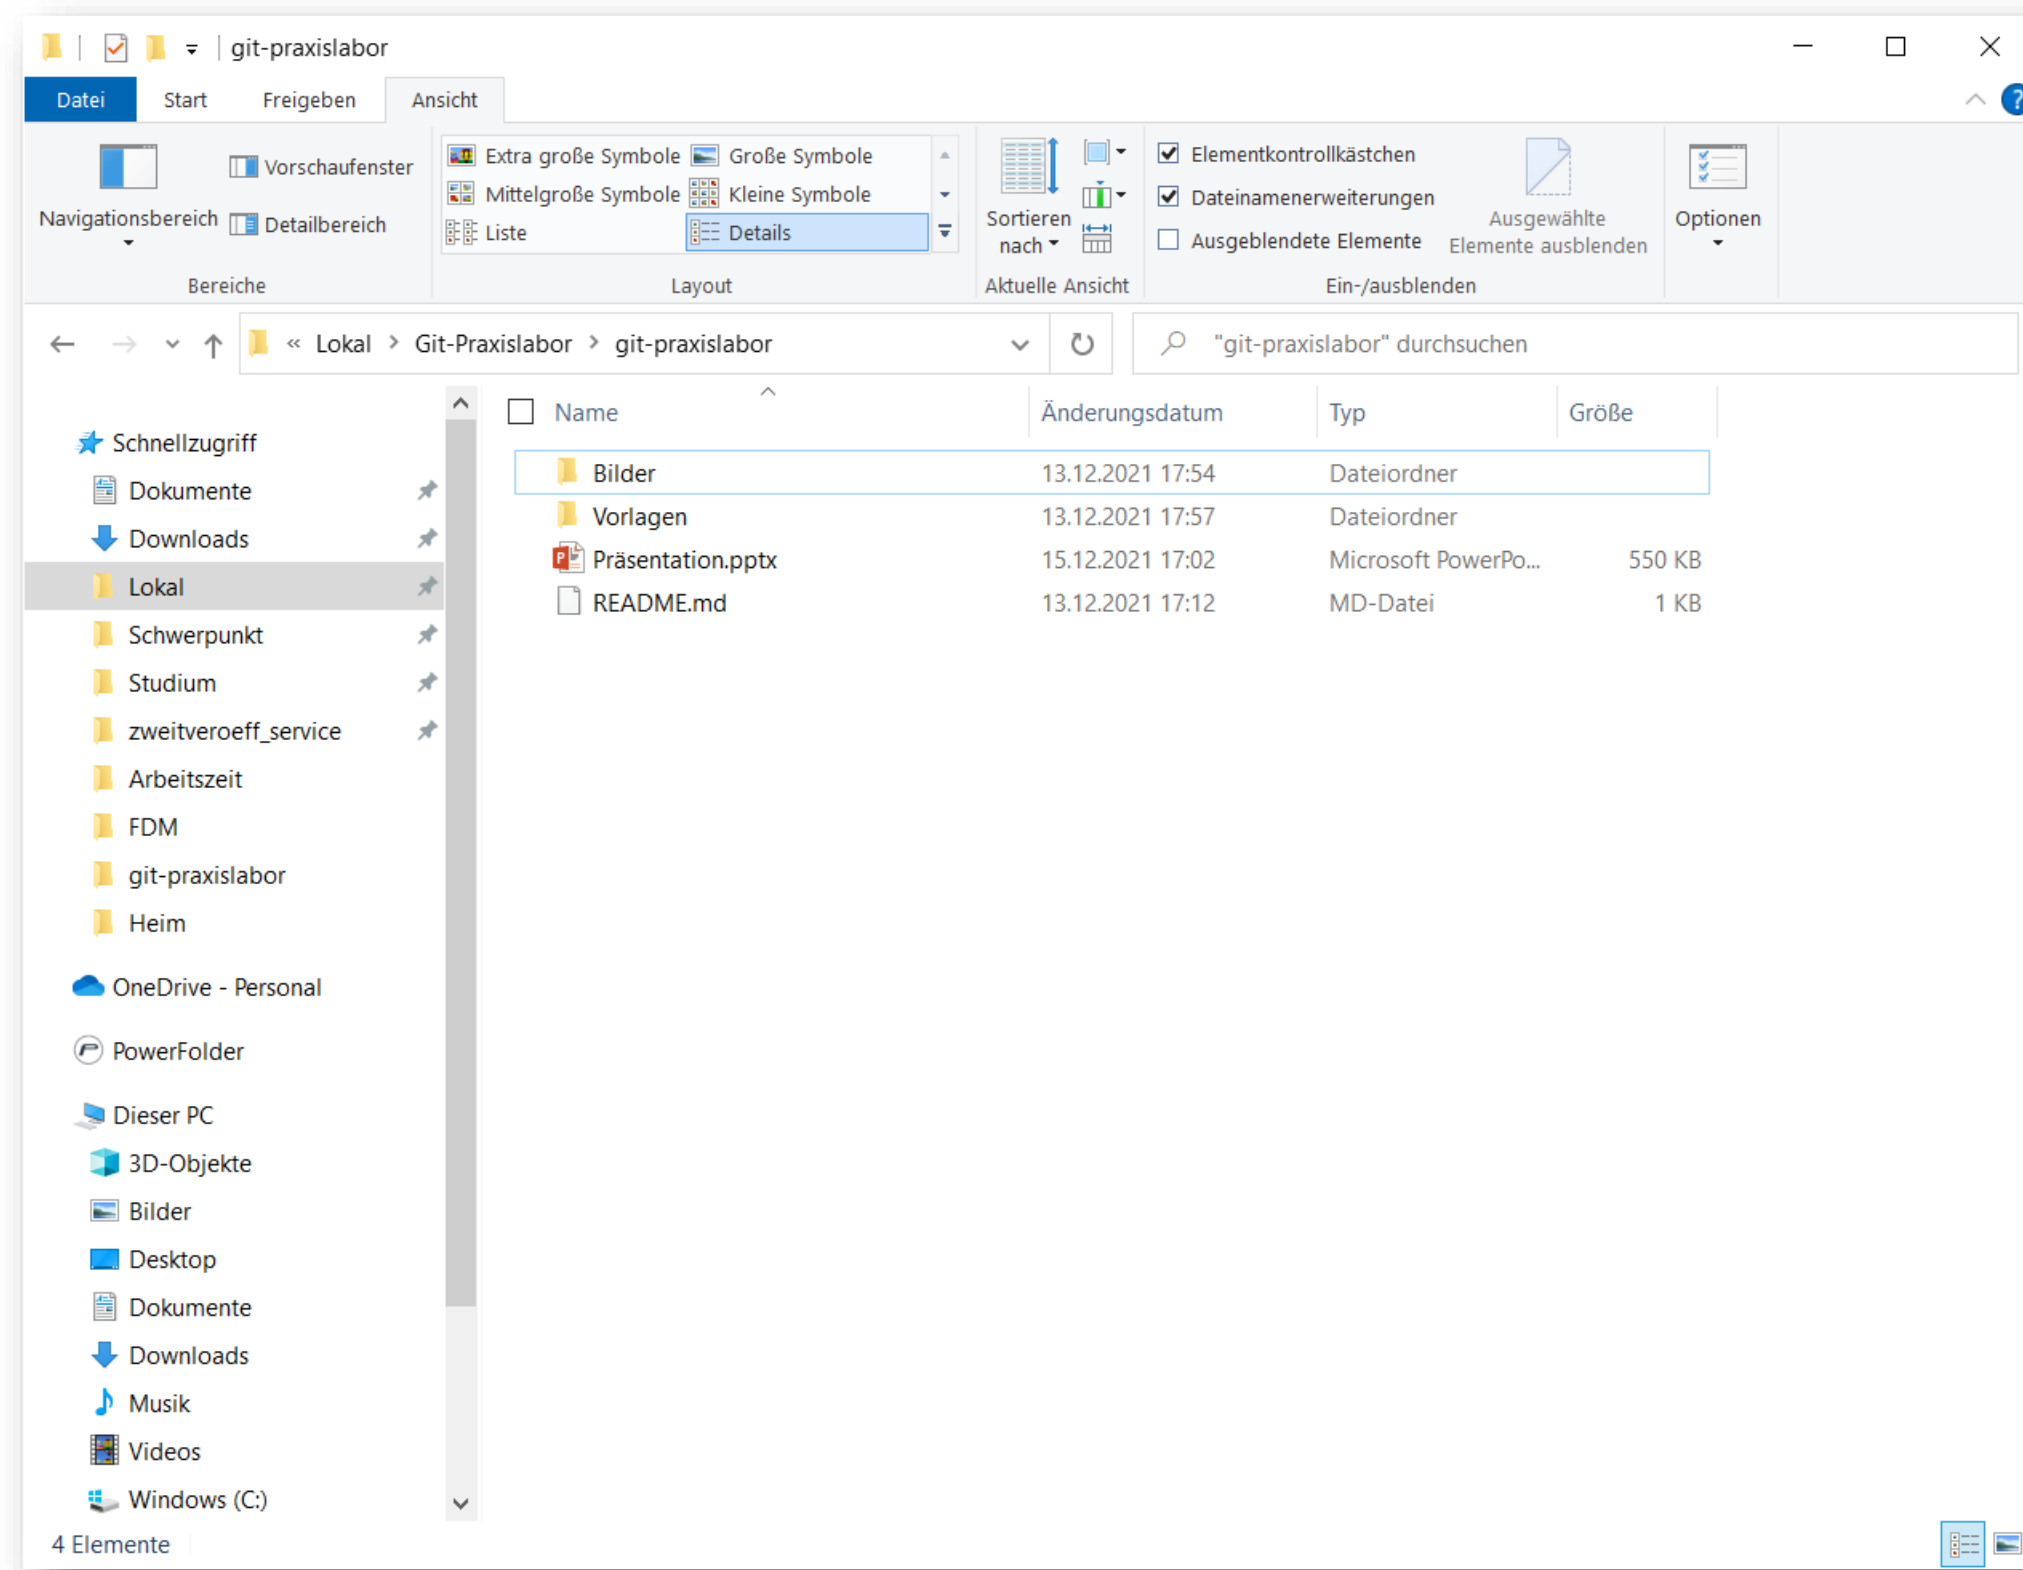 git-praxislabor
Datei Start Freigeben Ansicht
Navigationsbereich
Vorschaufenster
Detailbereich
Bereiche
Extra große Symbole Große Symbole
Mittelgroße Symbole Kleine Symbole
Liste Details
Layout
Sortieren
nach
Aktuelle Ansicht
Elementkontrollkästchen
Dateinamenerweiterungen
Ausgeblendete Elemente
Ausgewählte
Elemente ausblenden
Ein-/ausblenden
Optionen
« Lokal > Git-Praxislabor > git-praxislabor
"git-praxislabor" durchsuchen
Schnellzugriff
Dokumente
Downloads
Lokal
Schwerpunkt
Studium
zweitveroeff_service
Arbeitszeit
FDM
git-praxislabor
Heim
OneDrive - Personal
PowerFolder
Dieser PC
3D-Objekte
Bilder
Desktop
Dokumente
Downloads
Musik
Videos
Windows (C:)
Name Änderungsdatum Typ Größe
Bilder 13.12.2021 17:54 Dateiordner
Vorlagen 13.12.2021 17:57 Dateiordner
Präsentation.pptx 15.12.2021 17:02 Microsoft PowerPo... 550 KB
README.md 13.12.2021 17:12 MD-Datei 1 KB
4 Elemente